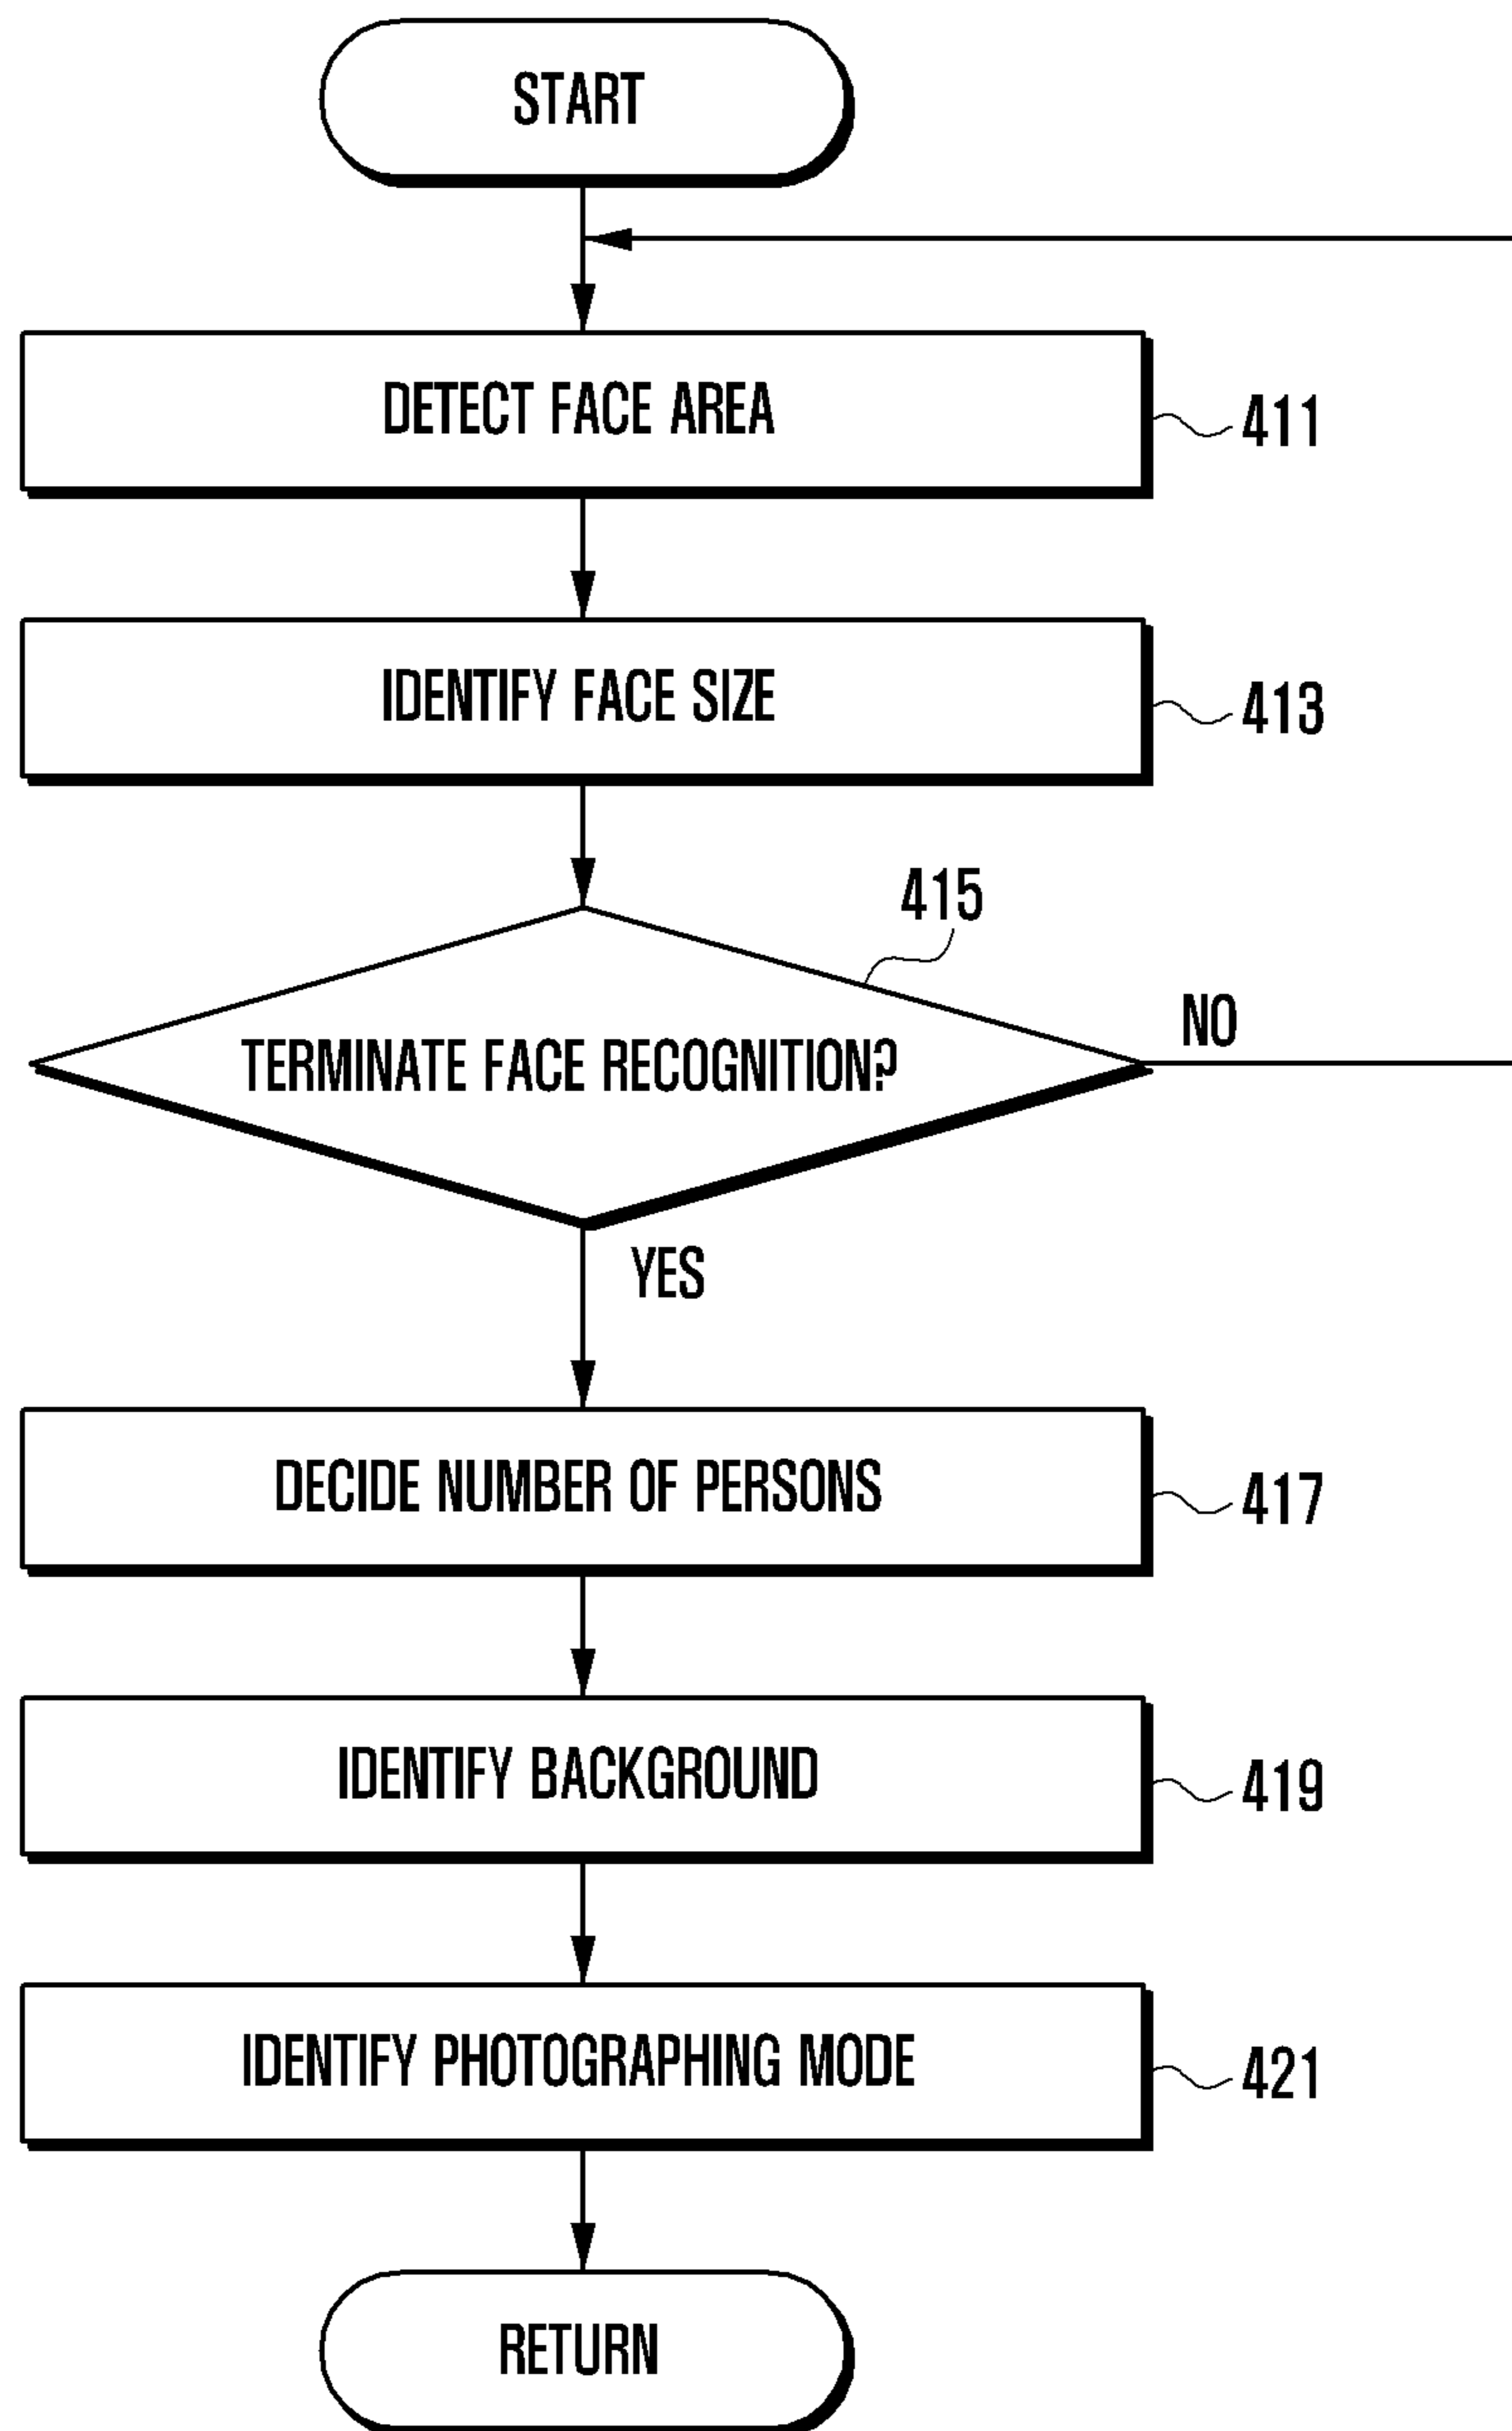 START
DETECT FACE AREA
411
IDENTIFY FACE SIZE
413
415
TERMINATE FACE RECOGNITION?
NO
YES
DECIDE NUMBER OF PERSONS
417
IDENTIFY BACKGROUND
419
IDENTIFY PHOTOGRAPHING MODE
421
RETURN